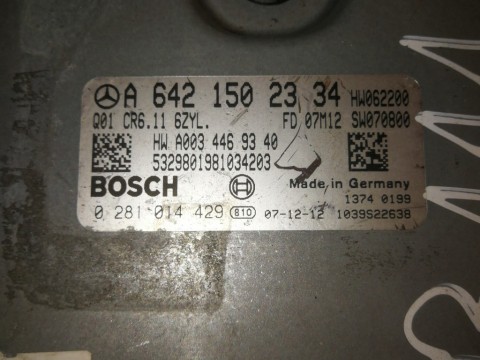 A 642 150 23 34 HW062200
Q01 CR6.11 6ZYL. FD 07M12 SW070800
HW A003 446 93 40
5329801981034203
BOSCH Made in Germany
1374 0199
0 281 014 429 810 07-12-12 1039S22638